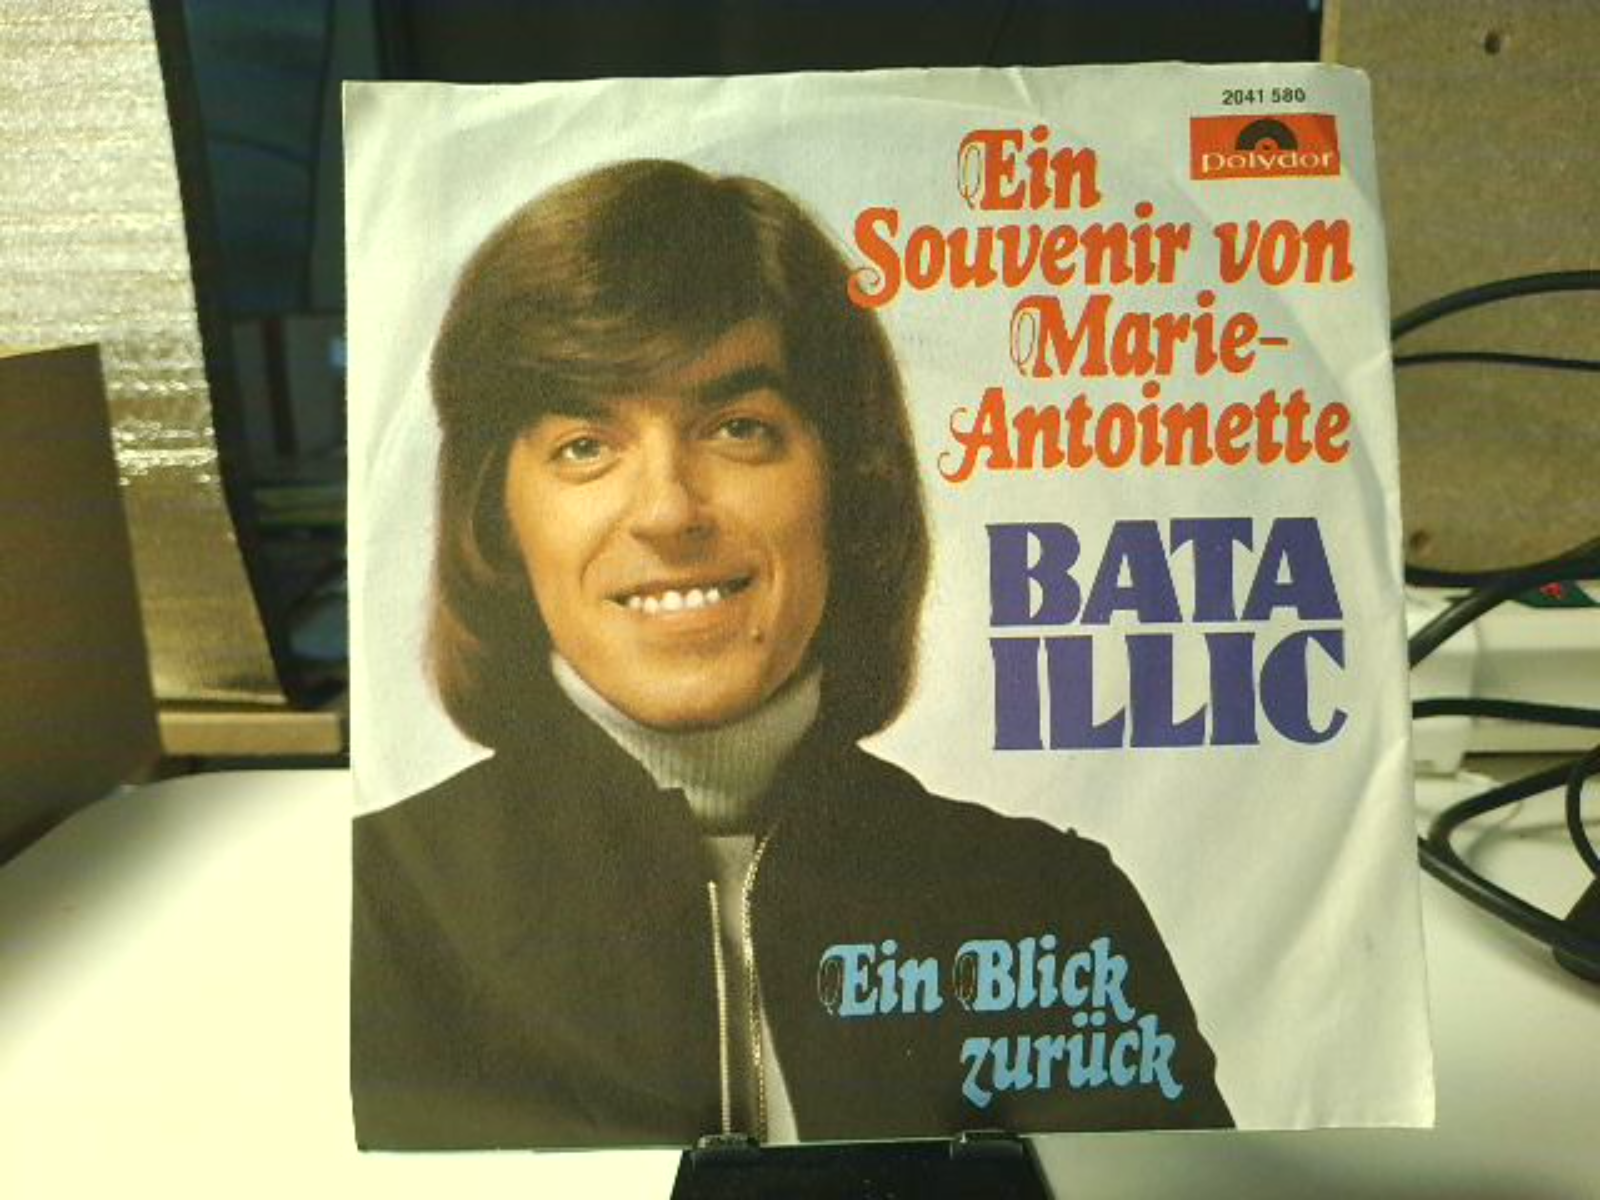 2041 580
polydor
Ein
Souvenir von
Marie-
Antoinette
BATA
ILLIC
Ein Blick
zurück